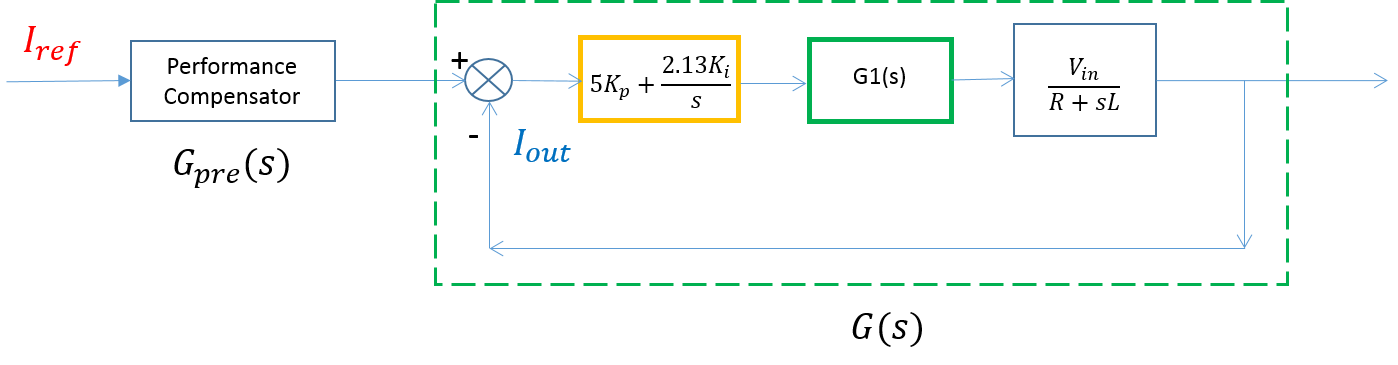 I_ref
Performance
Compensator
G_pre(s)
+
-
I_out
5K_p + 2.13K_i/s
G1(s)
V_in/(R + sL)
G(s)